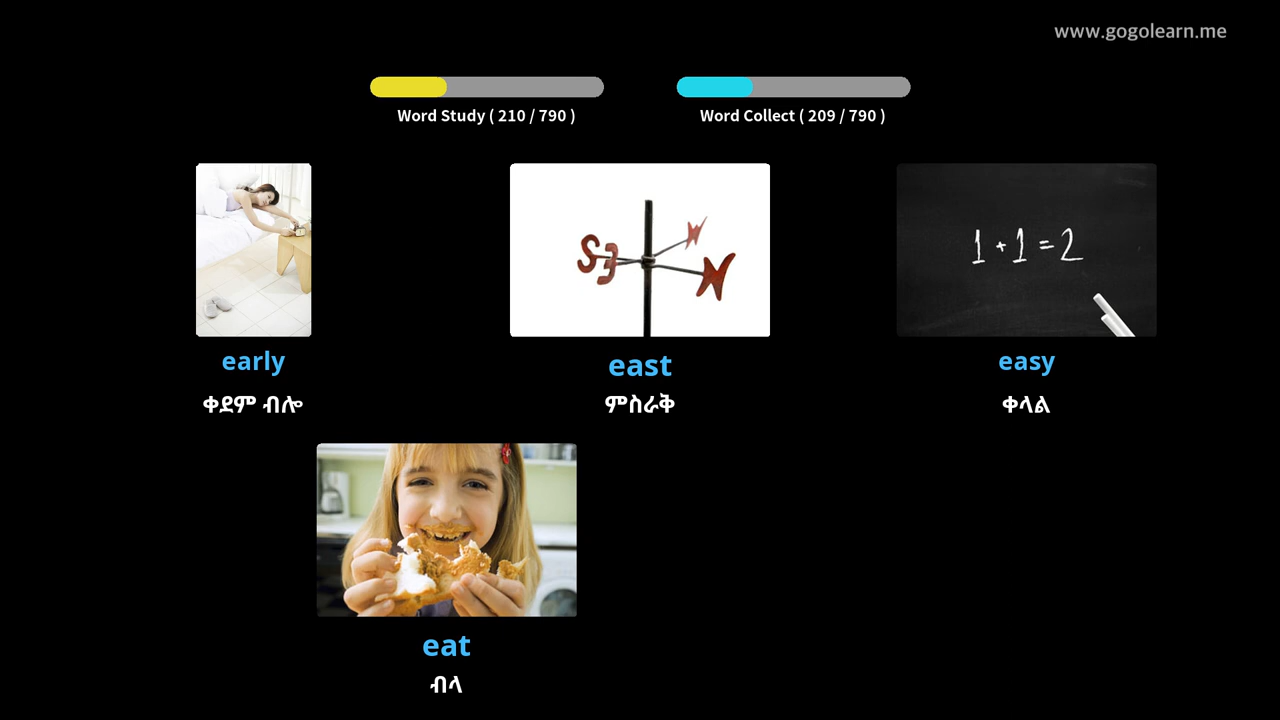 www.gogolearn.me
Word Study ( 210 / 790 )
Word Collect ( 209 / 790 )
S E N W
1 + 1 = 2
early
east
easy
ቀደም ብሎ
ምስራቅ
ቀላል
eat
ብላ